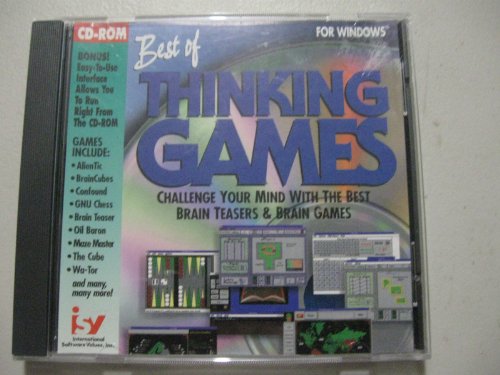 CD-ROM
BONUS!
Easy-To-Use
Interface
Allows You
To Run
Right From
The CD-ROM
GAMES
INCLUDE:
• AlienTic
• BrainCubes
• Confound
• GNU Chess
• Brain Teaser
• Oil Baron
• Maze Master
• The Cube
• Wa-Tor
and many,
many more!
isy
International
Software Values, Inc.
FOR WINDOWS™
Best of
THINKING
GAMES
CHALLENGE YOUR MIND WITH THE BEST
BRAIN TEASERS & BRAIN GAMES